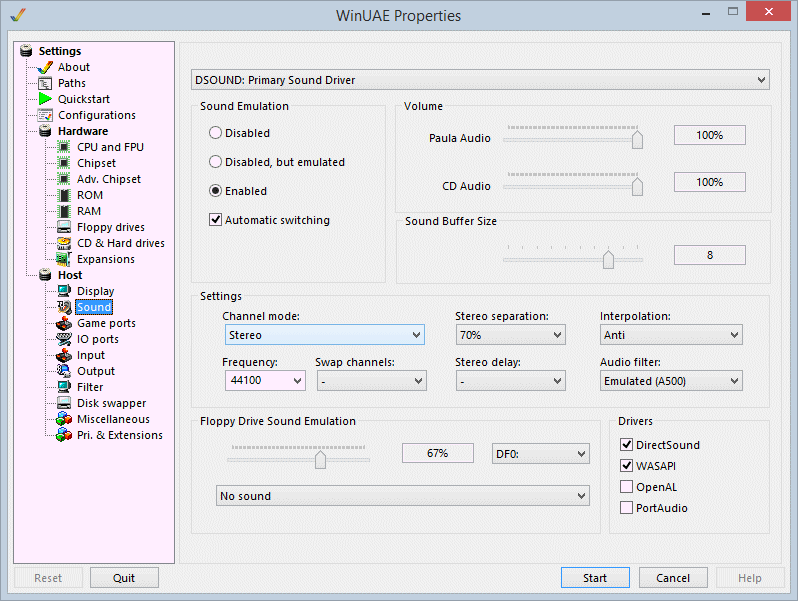 WinUAE Properties
Settings
About
Paths
Quickstart
Configurations
Hardware
CPU and FPU
Chipset
Adv. Chipset
ROM
RAM
Floppy drives
CD & Hard drives
Expansions
Host
Display
Sound
Game ports
IO ports
Input
Output
Filter
Disk swapper
Miscellaneous
Pri. & Extensions
DSOUND: Primary Sound Driver
Sound Emulation
Disabled
Disabled, but emulated
Enabled
Automatic switching
Volume
Paula Audio 100%
CD Audio 100%
Sound Buffer Size
8
Settings
Channel mode: Stereo separation: Interpolation:
Stereo 70% Anti
Frequency: Swap channels: Stereo delay: Audio filter:
44100 - - Emulated (A500)
Floppy Drive Sound Emulation
67% DF0:
No sound
Drivers
DirectSound
WASAPI
OpenAL
PortAudio
Reset Quit Start Cancel Help